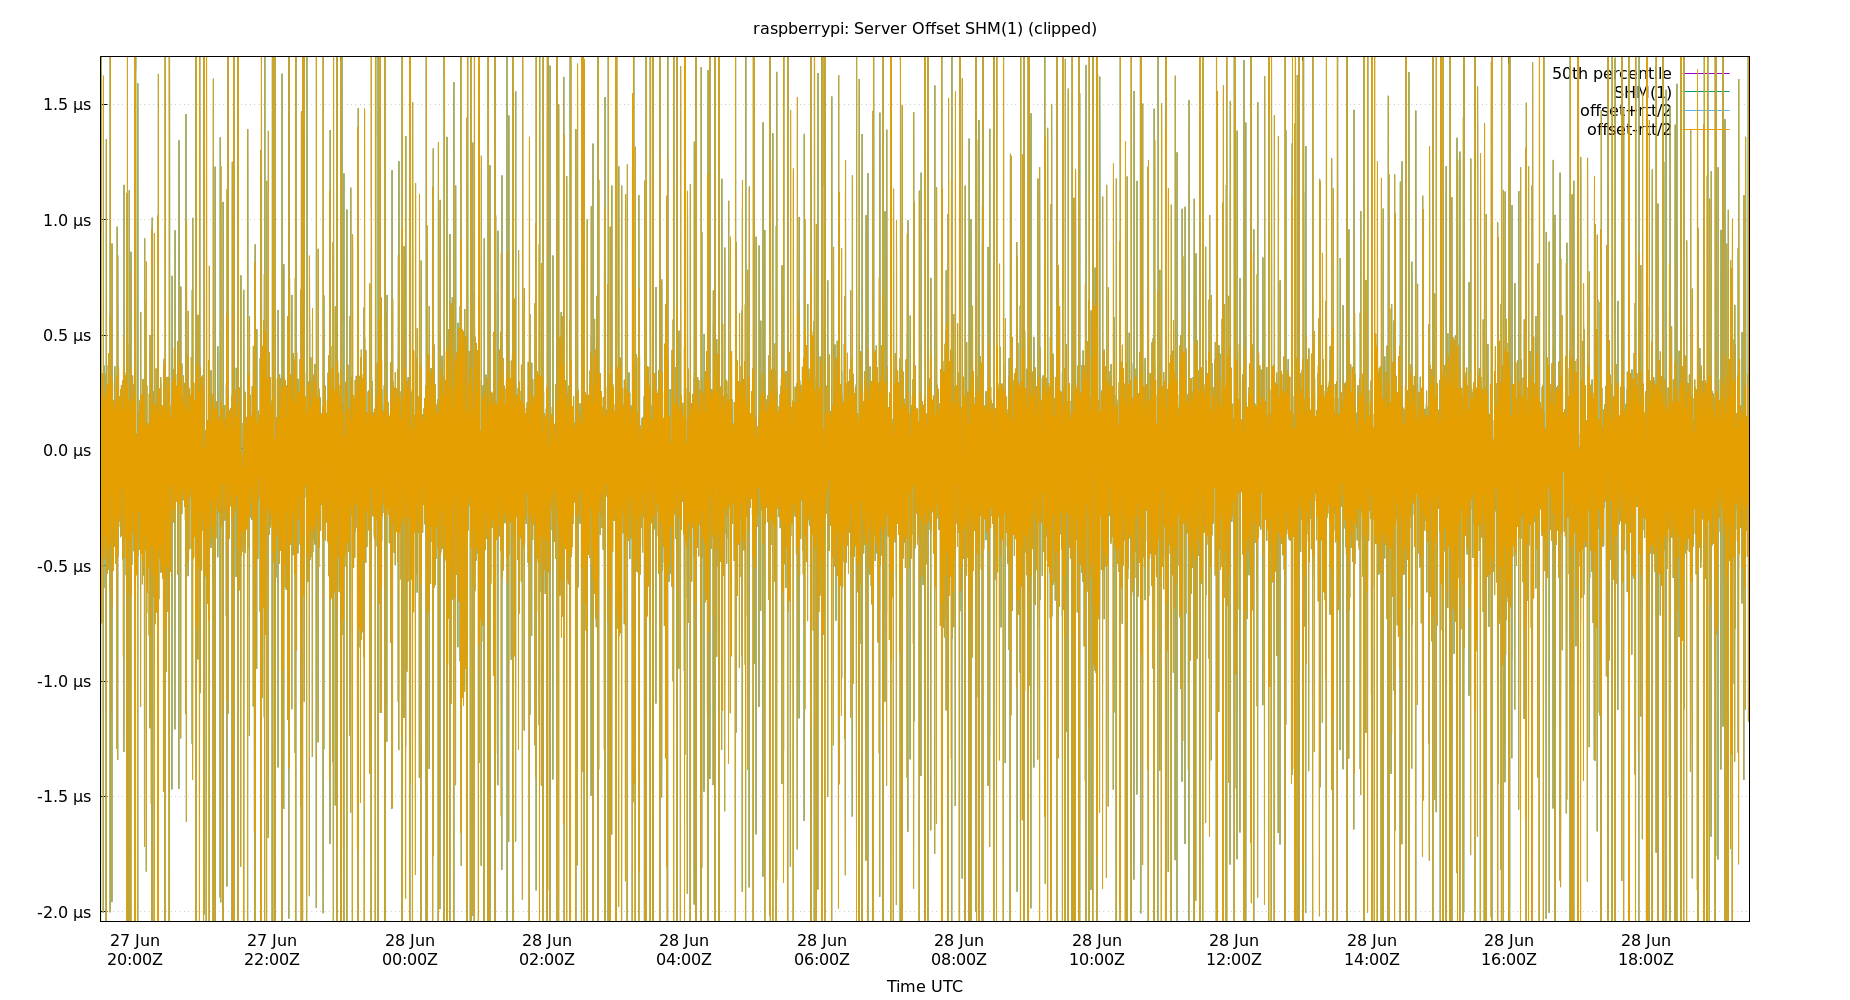 raspberrypi: Server Offset SHM(1) (clipped)
50th percentile
SHM(1)
offset+rtt/2
offset-rtt/2
1.5 µs
1.0 µs
0.5 µs
0.0 µs
-0.5 µs
-1.0 µs
-1.5 µs
-2.0 µs
27 Jun 27 Jun 28 Jun 28 Jun 28 Jun 28 Jun 28 Jun 28 Jun 28 Jun 28 Jun 28 Jun 28 Jun
20:00Z 22:00Z 00:00Z 02:00Z 04:00Z 06:00Z 08:00Z 10:00Z 12:00Z 14:00Z 16:00Z 18:00Z
Time UTC